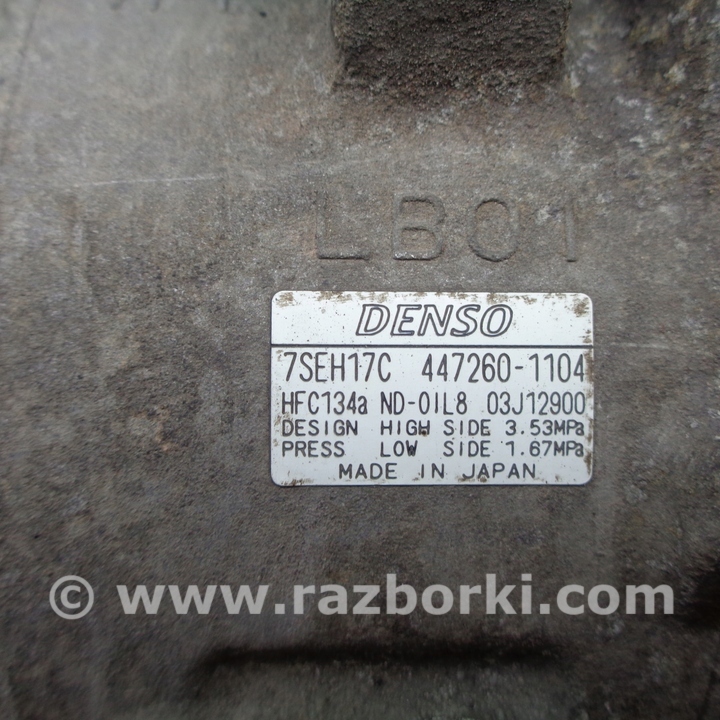 LB01
DENSO
7SEH17C 447260-1104
HFC134a ND-OIL8 03J12900
DESIGN HIGH SIDE 3.53MPa
PRESS LOW SIDE 1.67MPa
MADE IN JAPAN
© www.razborki.com